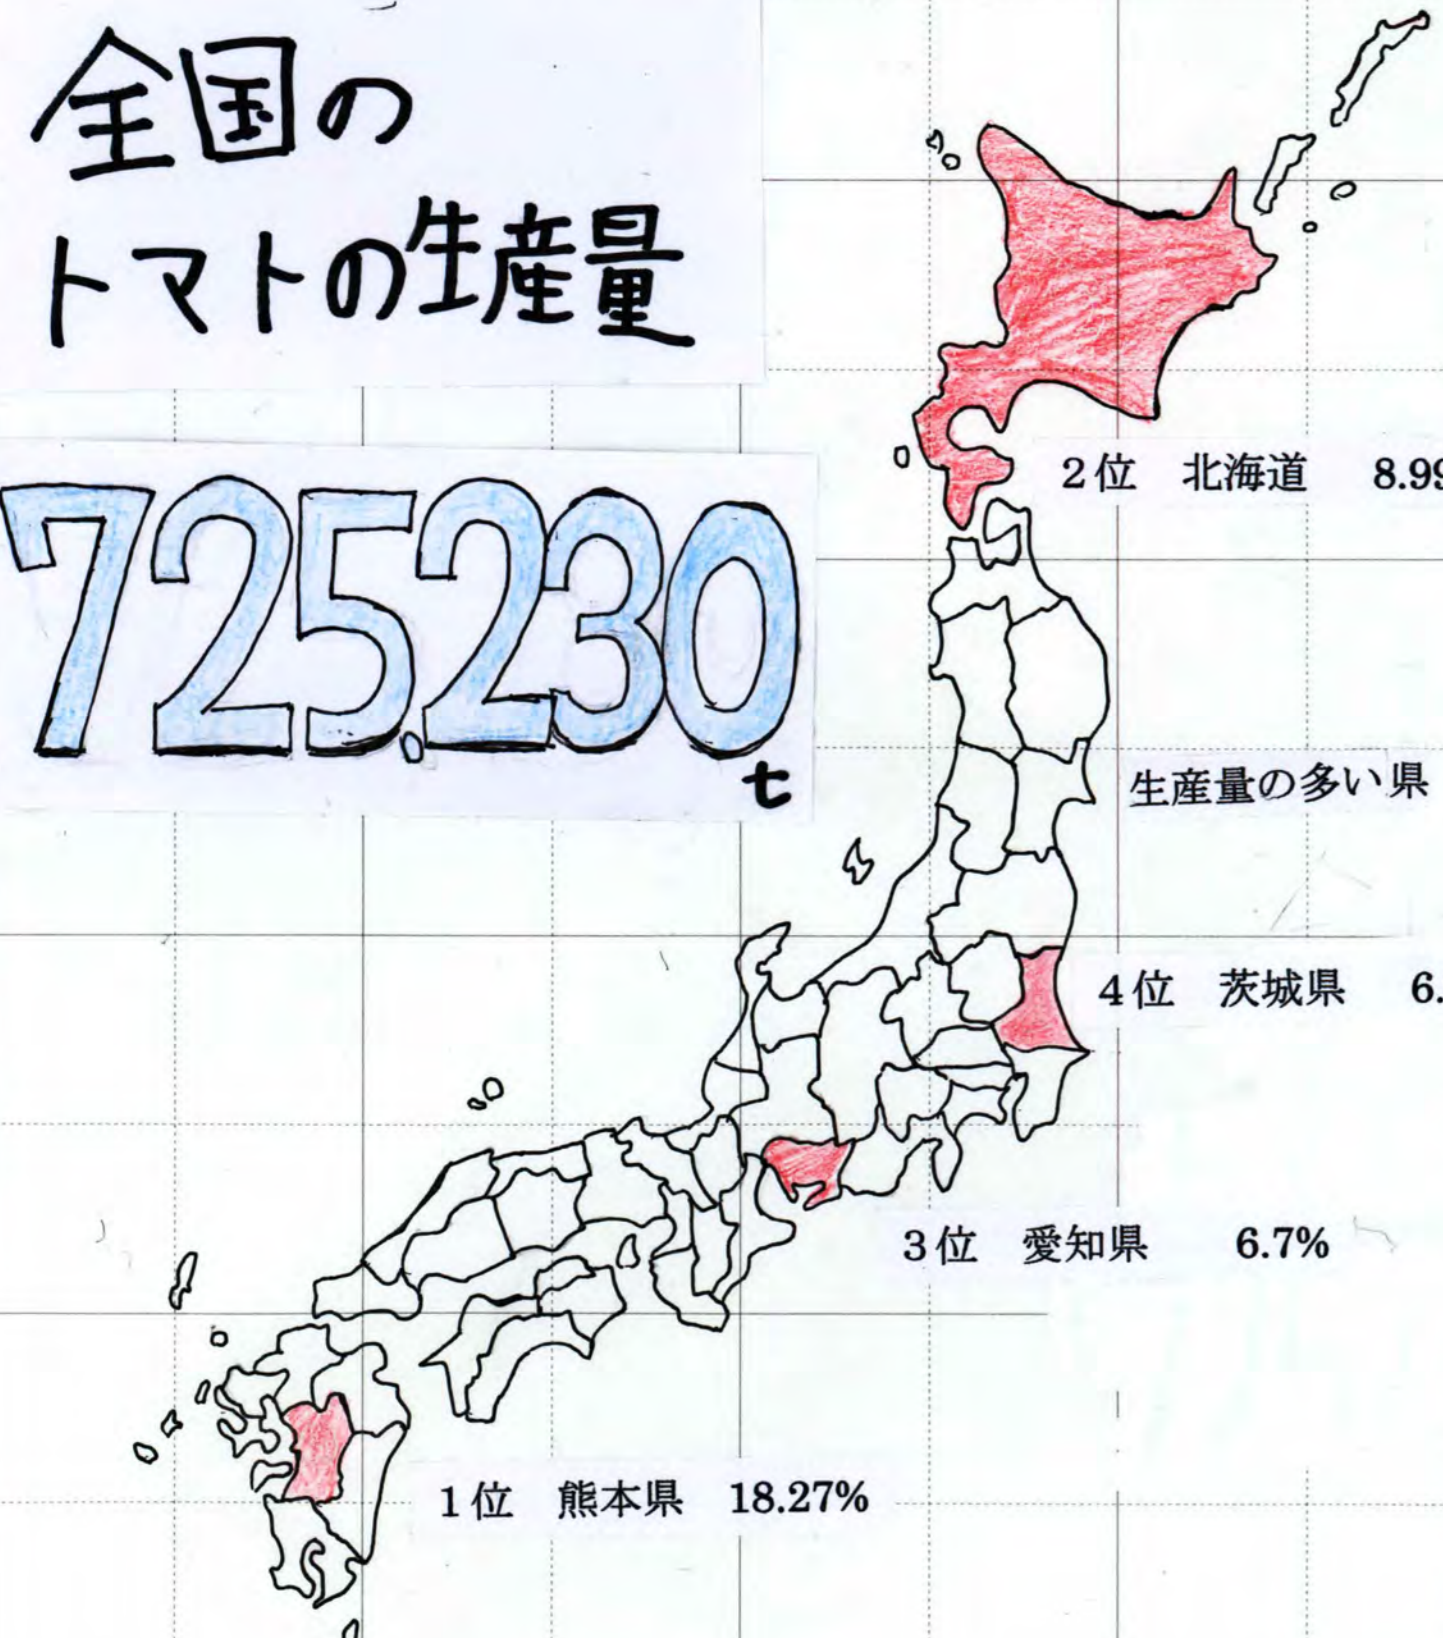 全国の
トマトの生産量
725.230
t
2位 北海道 8.99
生産量の多い県
4位 茨城県 6.
3位 愛知県 6.7%
1位 熊本県 18.27%